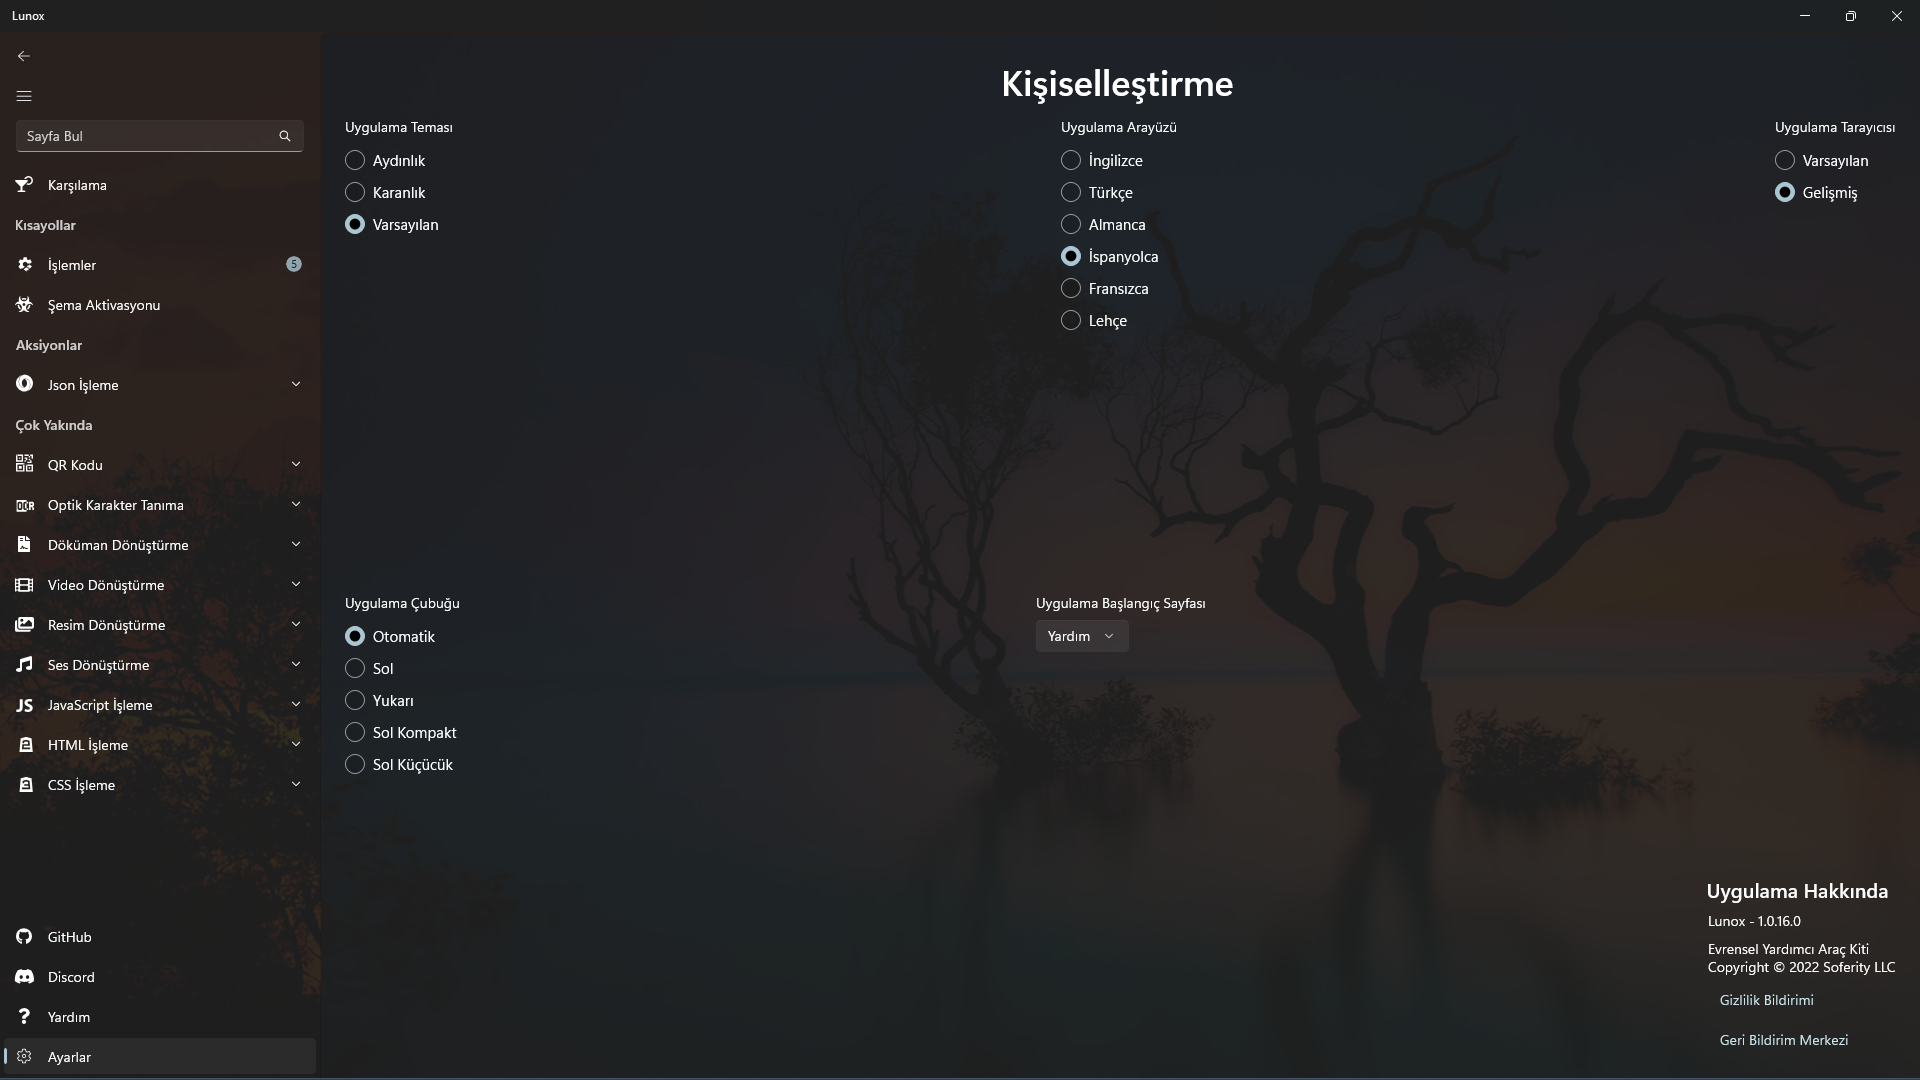 Lunox
Sayfa Bul
Karşılama
Kısayollar
İşlemler
5
Şema Aktivasyonu
Aksiyonlar
Json İşleme
Çok Yakında
QR Kodu
OCR
Optik Karakter Tanıma
Döküman Dönüştürme
Video Dönüştürme
Resim Dönüştürme
Ses Dönüştürme
JS
JavaScript İşleme
HTML İşleme
CSS İşleme
GitHub
Discord
Yardım
Ayarlar
Kişiselleştirme
Uygulama Teması
Aydınlık
Karanlık
Varsayılan
Uygulama Arayüzü
İngilizce
Türkçe
Almanca
İspanyolca
Fransızca
Lehçe
Uygulama Tarayıcısı
Varsayılan
Gelişmiş
Uygulama Çubuğu
Otomatik
Sol
Yukarı
Sol Kompakt
Sol Küçücük
Uygulama Başlangıç Sayfası
Yardım
Uygulama Hakkında
Lunox - 1.0.16.0
Evrensel Yardımcı Araç Kiti
Copyright © 2022 Soferity LLC
Gizlilik Bildirimi
Geri Bildirim Merkezi